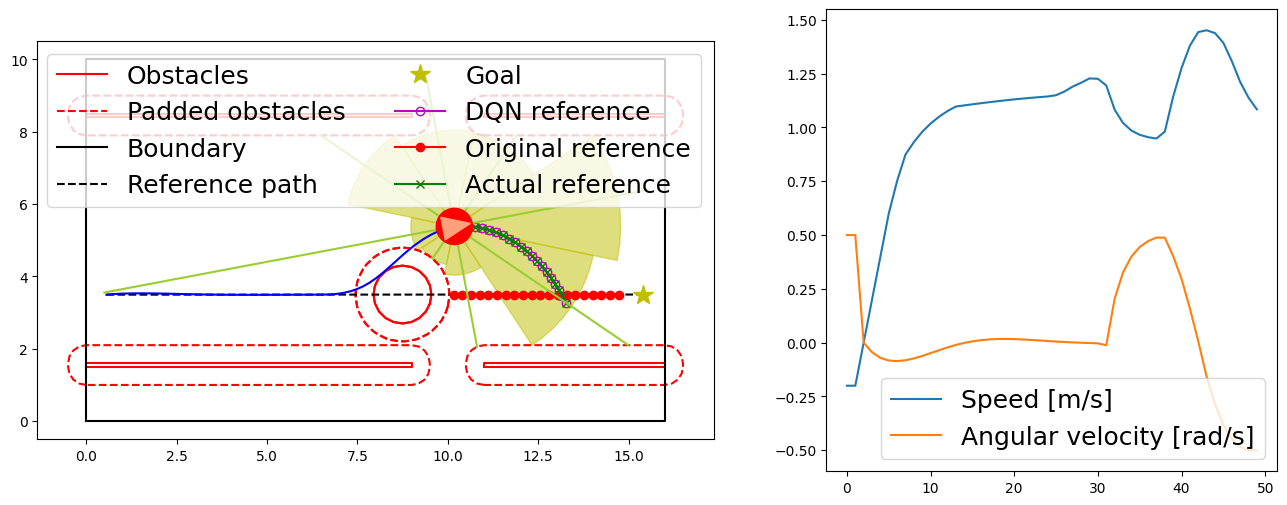 Obstacles
Padded obstacles
Boundary
Reference path
Goal
DQN reference
Original reference
Actual reference
10
8
6
4
2
0
0.0 2.5 5.0 7.5 10.0 12.5 15.0
1.50
1.25
1.00
0.75
0.50
0.25
0.00
−0.25
−0.50
Speed [m/s]
Angular velocity [rad/s]
0 10 20 30 40 50